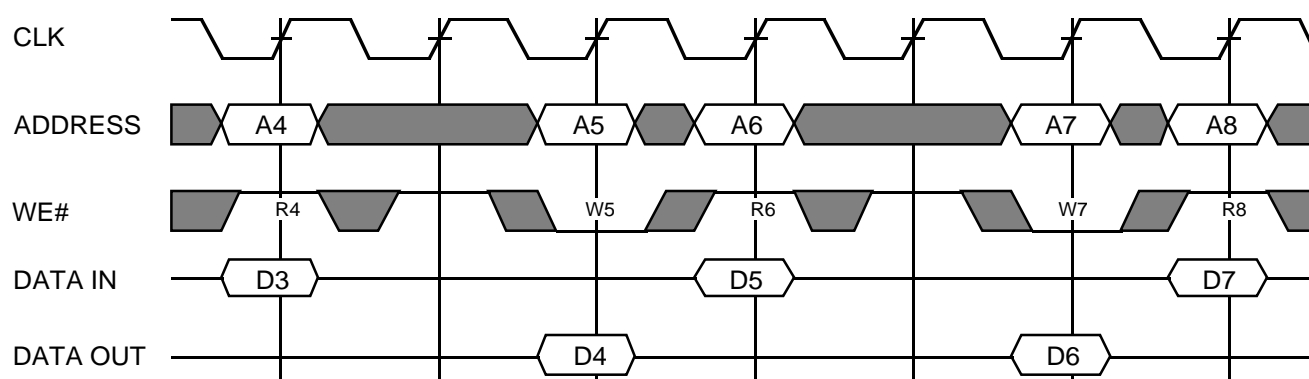 CLK
ADDRESS A4 A5 A6 A7 A8
WE# R4 W5 R6 W7 R8
DATA IN D3 D5 D7
DATA OUT D4 D6